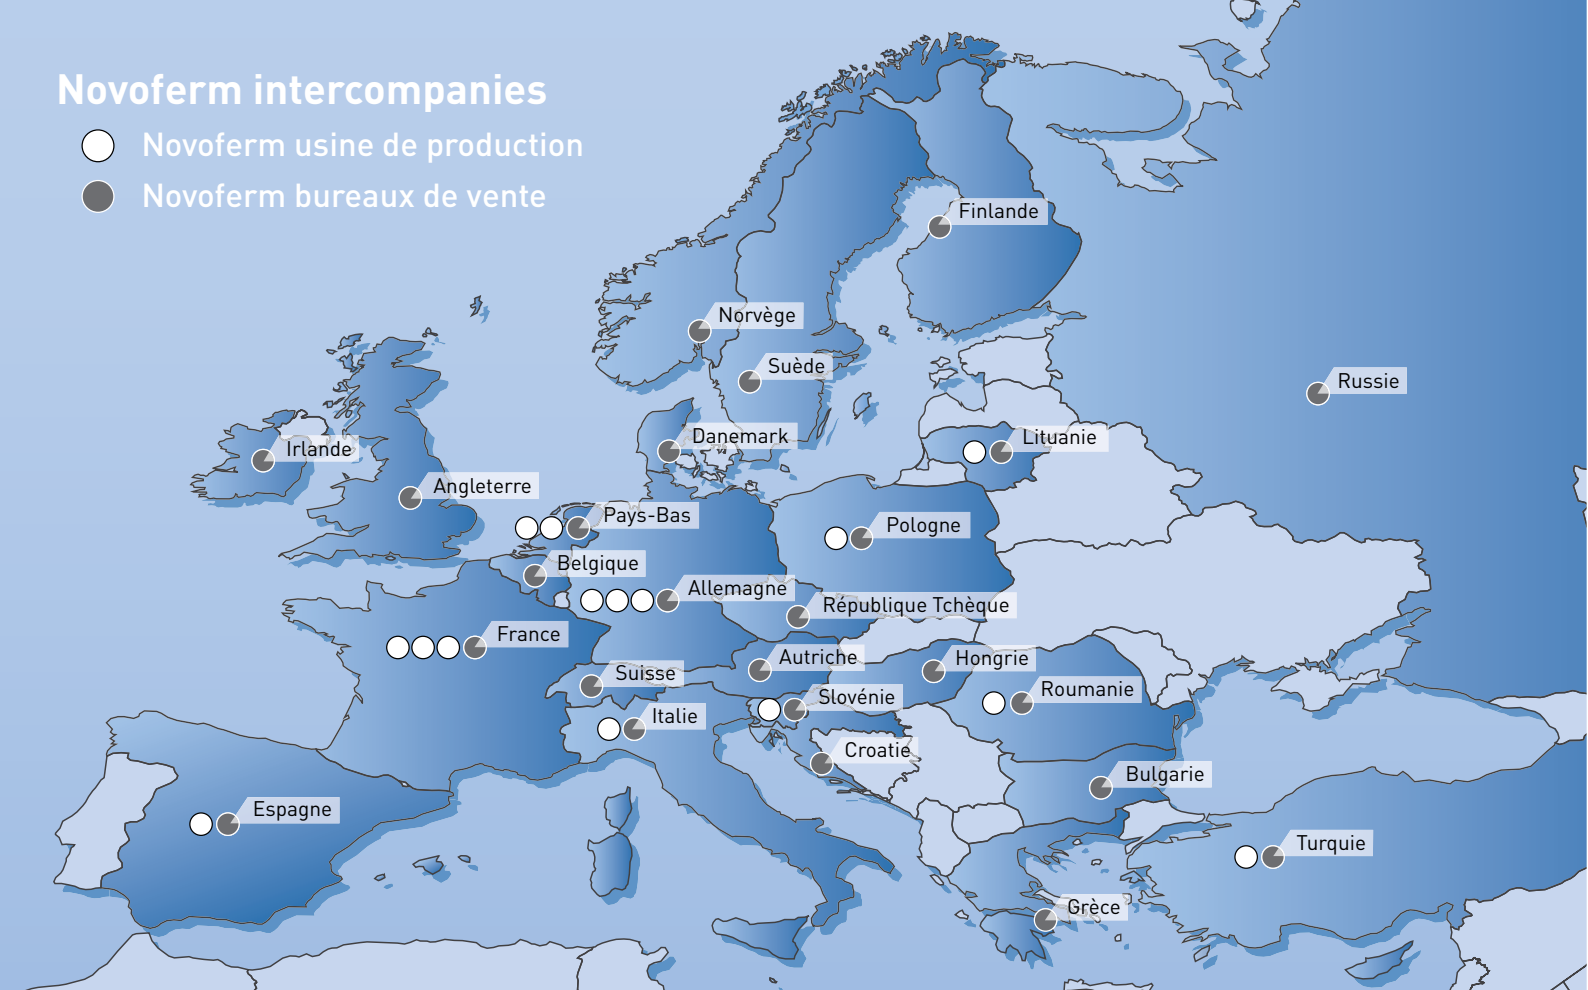 Novoferm intercompanies
Novoferm usine de production
Novoferm bureaux de vente
Finlande
Norvège
Suède
Russie
Danemark
Lituanie
Irlande
Angleterre
Pays-Bas
Pologne
Belgique
Allemagne
République Tchèque
France
Autriche
Hongrie
Suisse
Roumanie
Slovénie
Italie
Croatie
Bulgarie
Espagne
Turquie
Grèce